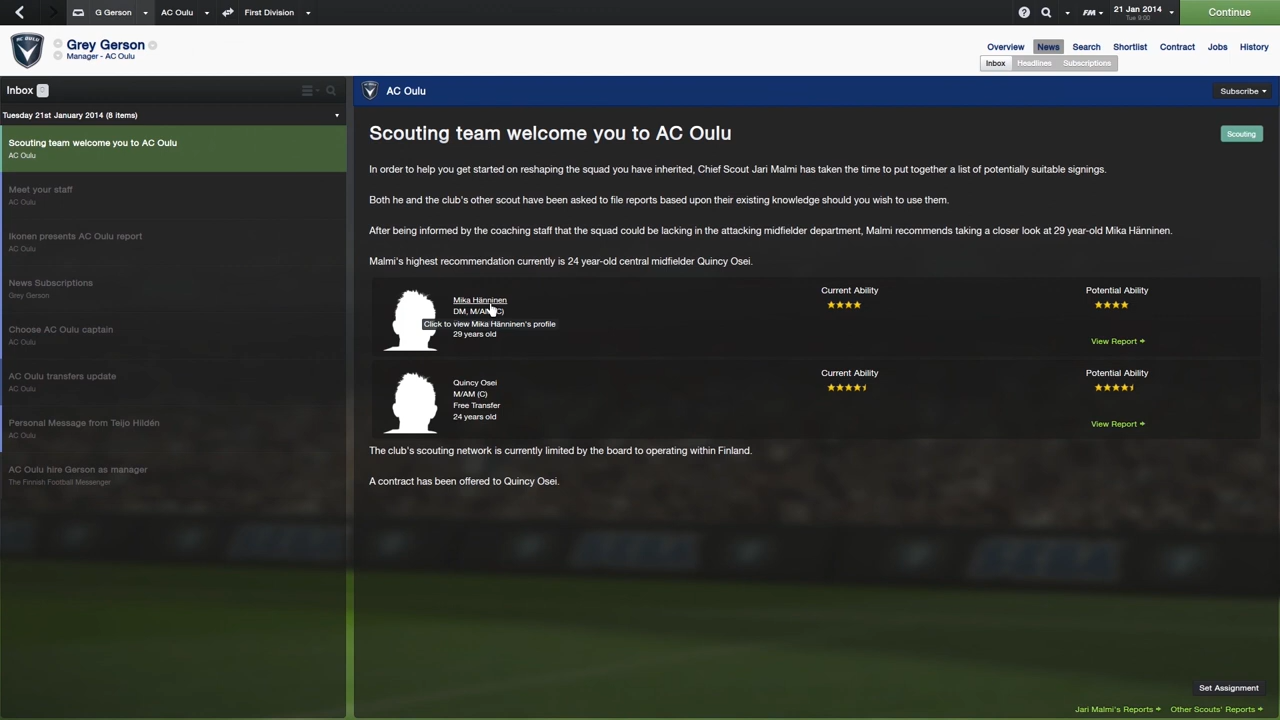 G Gerson
AC Oulu
First Division
FM
21 Jan 2014
Tue 9:00
Continue
Grey Gerson
Manager - AC Oulu
Overview
News
Search
Shortlist
Contract
Jobs
History
Inbox
Headlines
Subscriptions
Inbox
Tuesday 21st January 2014 (8 items)
Scouting team welcome you to AC Oulu
AC Oulu
Meet your staff
AC Oulu
Ikonen presents AC Oulu report
AC Oulu
News Subscriptions
Grey Gerson
Choose AC Oulu captain
AC Oulu
AC Oulu transfers update
AC Oulu
Personal Message from Teijo Hildén
AC Oulu
AC Oulu hire Gerson as manager
The Finnish Football Messenger
AC Oulu
Subscribe
Scouting team welcome you to AC Oulu
Scouting
In order to help you get started on reshaping the squad you have inherited, Chief Scout Jari Malmi has taken the time to put together a list of potentially suitable signings.
Both he and the club's other scout have been asked to file reports based upon their existing knowledge should you wish to use them.
After being informed by the coaching staff that the squad could be lacking in the attacking midfielder department, Malmi recommends taking a closer look at 29 year-old Mika Hänninen.
Malmi's highest recommendation currently is 24 year-old central midfielder Quincy Osei.
Mika Hänninen
DM, M/AM (C)
Click to view Mika Hänninen's profile
29 years old
Current Ability
Potential Ability
View Report
Quincy Osei
M/AM (C)
Free Transfer
24 years old
Current Ability
Potential Ability
View Report
The club's scouting network is currently limited by the board to operating within Finland.
A contract has been offered to Quincy Osei.
Set Assignment
Jari Malmi's Reports
Other Scouts' Reports